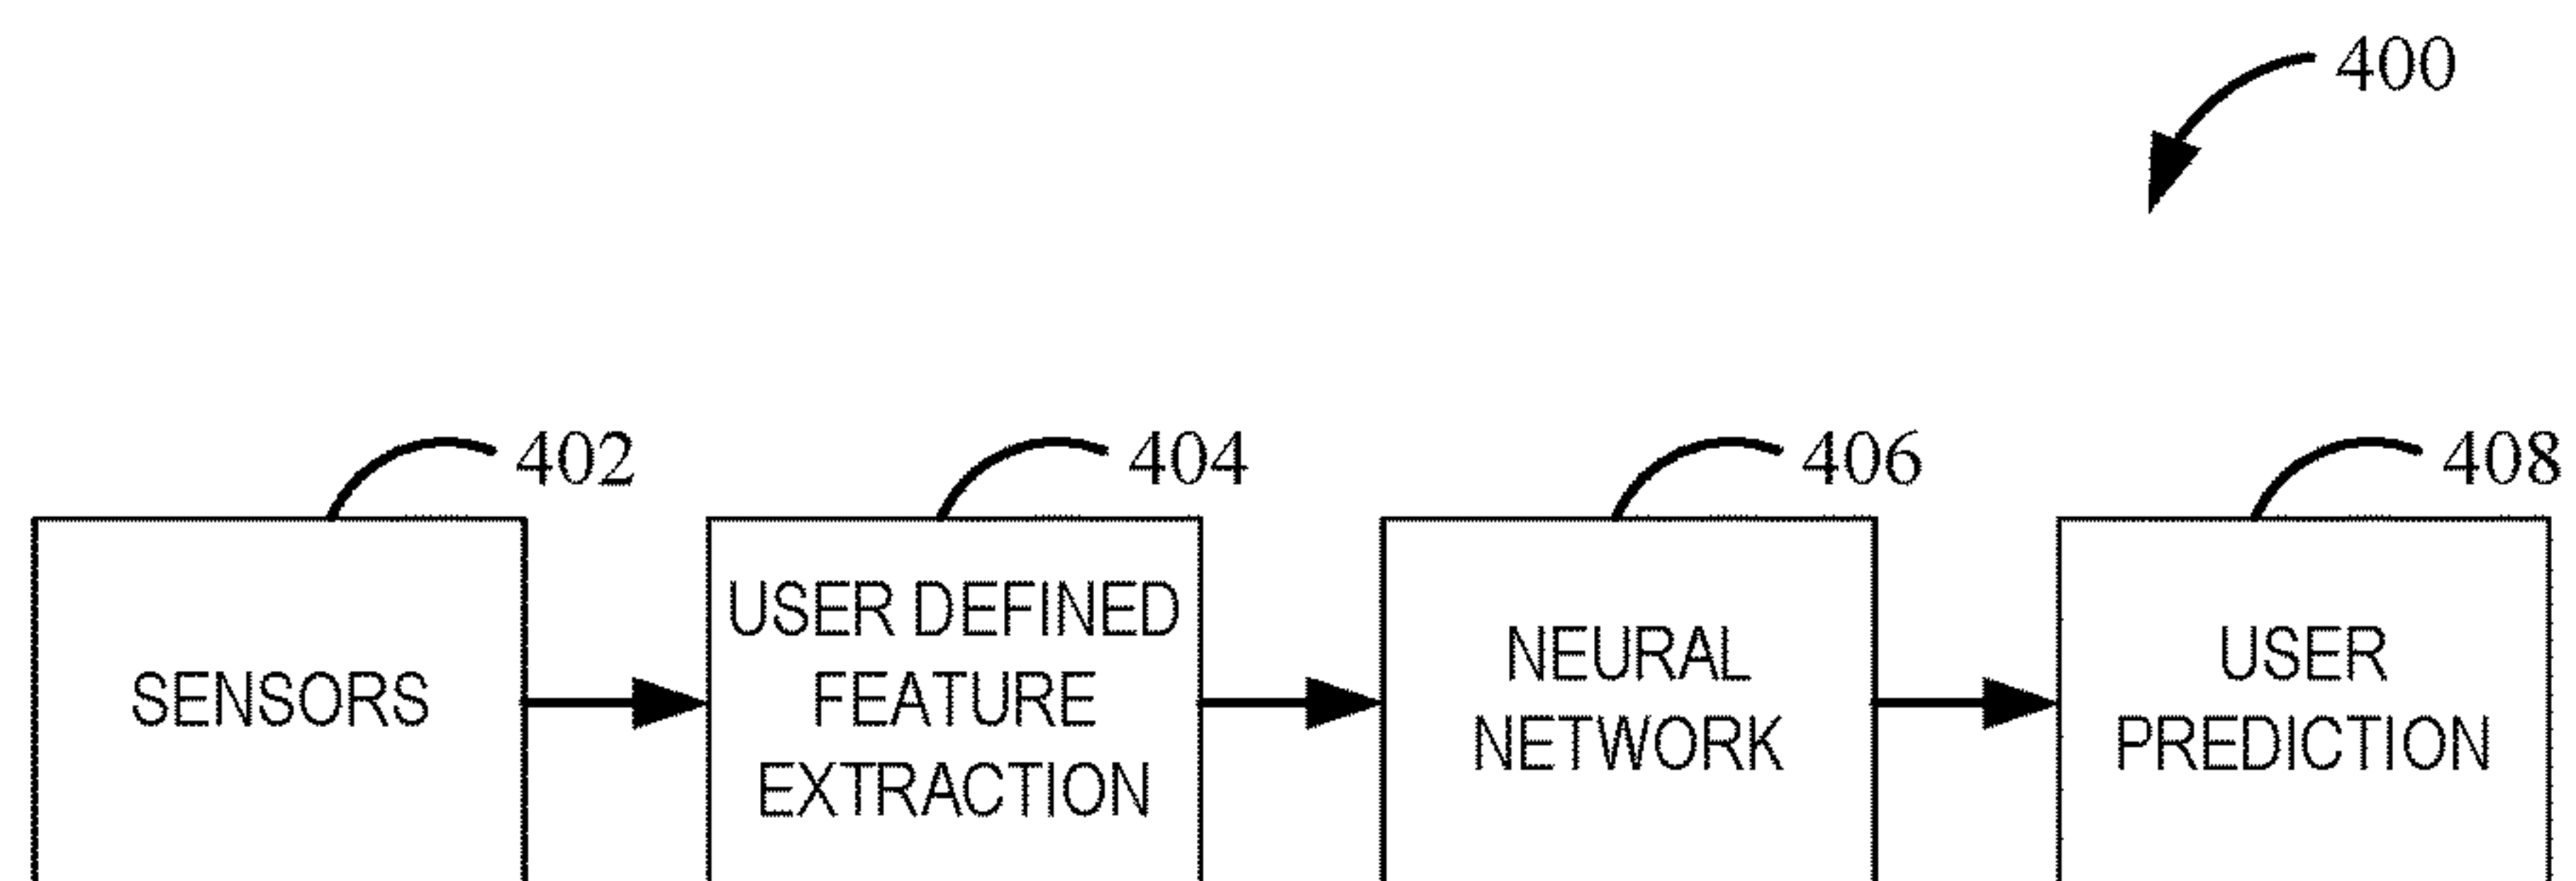 400
402
404
406
408
SENSORS
USER DEFINED
FEATURE
EXTRACTION
NEURAL
NETWORK
USER
PREDICTION